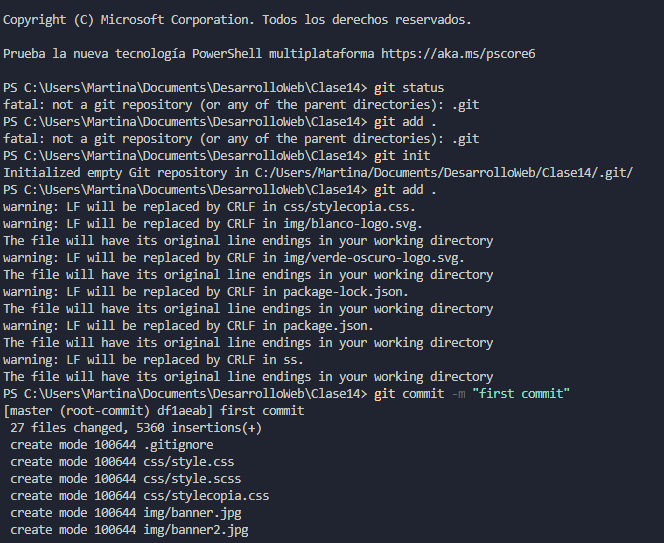 Copyright (C) Microsoft Corporation. Todos los derechos reservados.
Prueba la nueva tecnología PowerShell multiplataforma https://aka.ms/pscore6
PS C:\Users\Martina\Documents\DesarrolloWeb\Clase14> git status
fatal: not a git repository (or any of the parent directories): .git
PS C:\Users\Martina\Documents\DesarrolloWeb\Clase14> git add .
fatal: not a git repository (or any of the parent directories): .git
PS C:\Users\Martina\Documents\DesarrolloWeb\Clase14> git init
Initialized empty Git repository in C:/Users/Martina/Documents/DesarrolloWeb/Clase14/.git/
PS C:\Users\Martina\Documents\DesarrolloWeb\Clase14> git add .
warning: LF will be replaced by CRLF in css/stylecopia.css.
warning: LF will be replaced by CRLF in img/blanco-logo.svg.
The file will have its original line endings in your working directory
warning: LF will be replaced by CRLF in img/verde-oscuro-logo.svg.
The file will have its original line endings in your working directory
warning: LF will be replaced by CRLF in package-lock.json.
The file will have its original line endings in your working directory
warning: LF will be replaced by CRLF in package.json.
The file will have its original line endings in your working directory
warning: LF will be replaced by CRLF in ss.
The file will have its original line endings in your working directory
PS C:\Users\Martina\Documents\DesarrolloWeb\Clase14> git commit -m "first commit"
[master (root-commit) df1aeab] first commit
27 files changed, 5360 insertions(+)
create mode 100644 .gitignore
create mode 100644 css/style.css
create mode 100644 css/style.scss
create mode 100644 css/stylecopia.css
create mode 100644 img/banner.jpg
create mode 100644 img/banner2.jpg